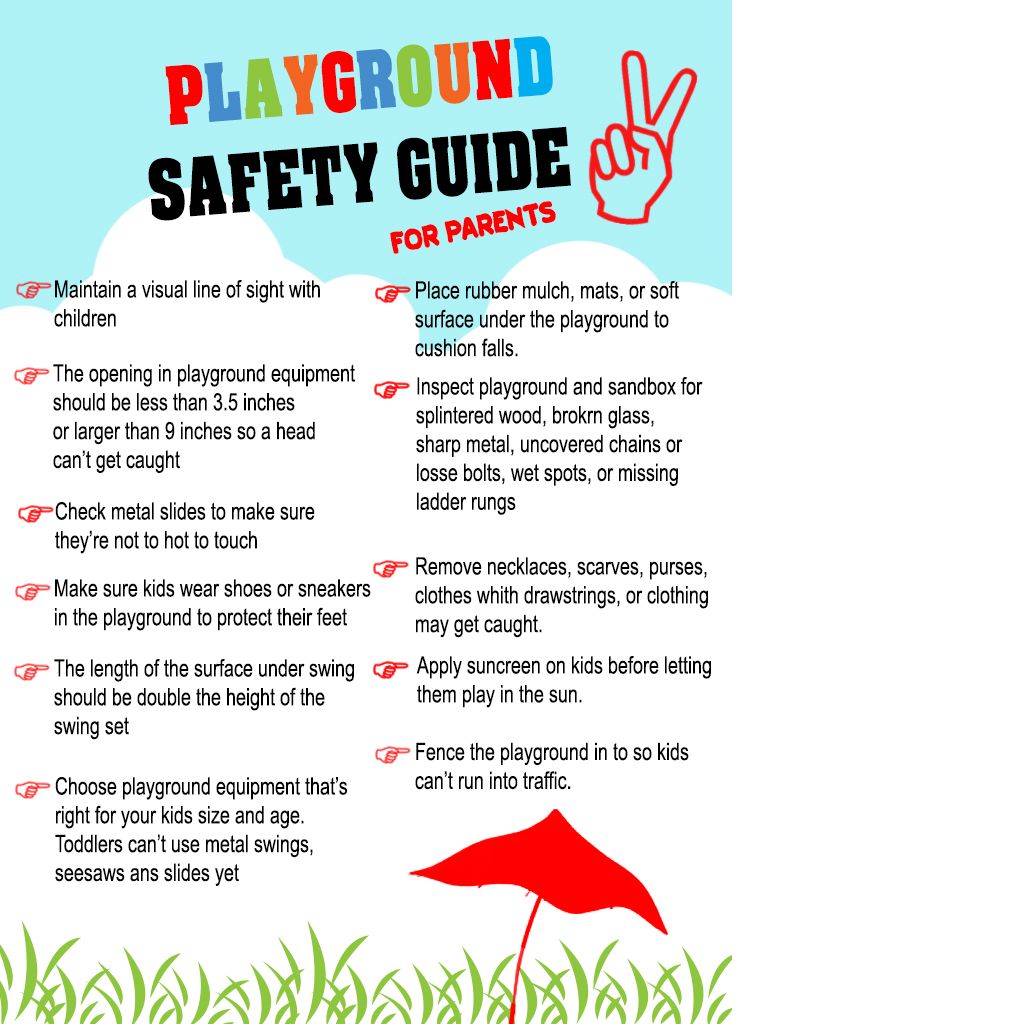 PLAYGROUND
SAFETY GUIDE
FOR PARENTS
Maintain a visual line of sight with
children
The opening in playground equipment
should be less than 3.5 inches
or larger than 9 inches so a head
can't get caught
Check metal slides to make sure
they're not to hot to touch
Make sure kids wear shoes or sneakers
in the playground to protect their feet
The length of the surface under swing
should be double the height of the
swing set
Choose playground equipment that's
right for your kids size and age.
Toddlers can't use metal swings,
seesaws ans slides yet
Place rubber mulch, mats, or soft
surface under the playground to
cushion falls.
Inspect playground and sandbox for
splintered wood, brokrn glass,
sharp metal, uncovered chains or
losse bolts, wet spots, or missing
ladder rungs
Remove necklaces, scarves, purses,
clothes whith drawstrings, or clothing
may get caught.
Apply suncreen on kids before letting
them play in the sun.
Fence the playground in to so kids
can't run into traffic.